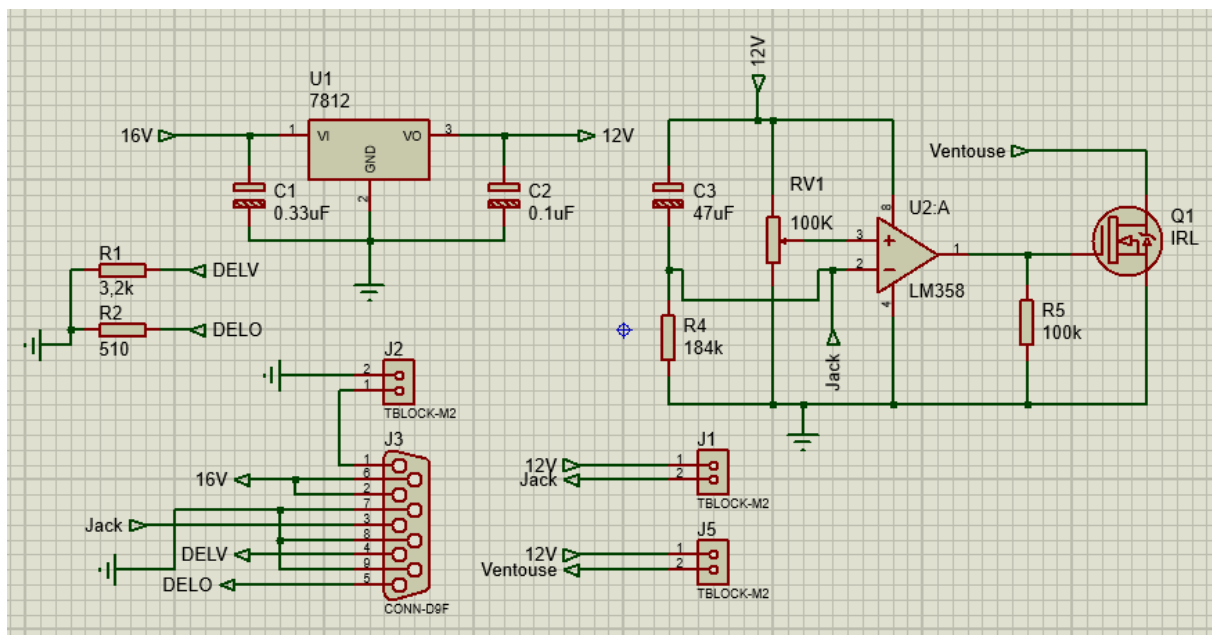 U1
7812
16V
1
VI
VO
3
12V
GND
2
C1
0.33uF
C2
0.1uF
R1
3,2k
DELV
R2
510
DELO
12V
C3
47uF
RV1
100K
U2:A
8
3
2
1
4
LM358
R4
184k
Jack
R5
100k
Ventouse
Q1
IRL
J2
2
1
TBLOCK-M2
J3
1
16V
6
2
7
Jack
3
8
DELV
4
9
DELO
5
CONN-D9F
J1
12V
1
Jack
2
TBLOCK-M2
J5
12V
1
Ventouse
2
TBLOCK-M2